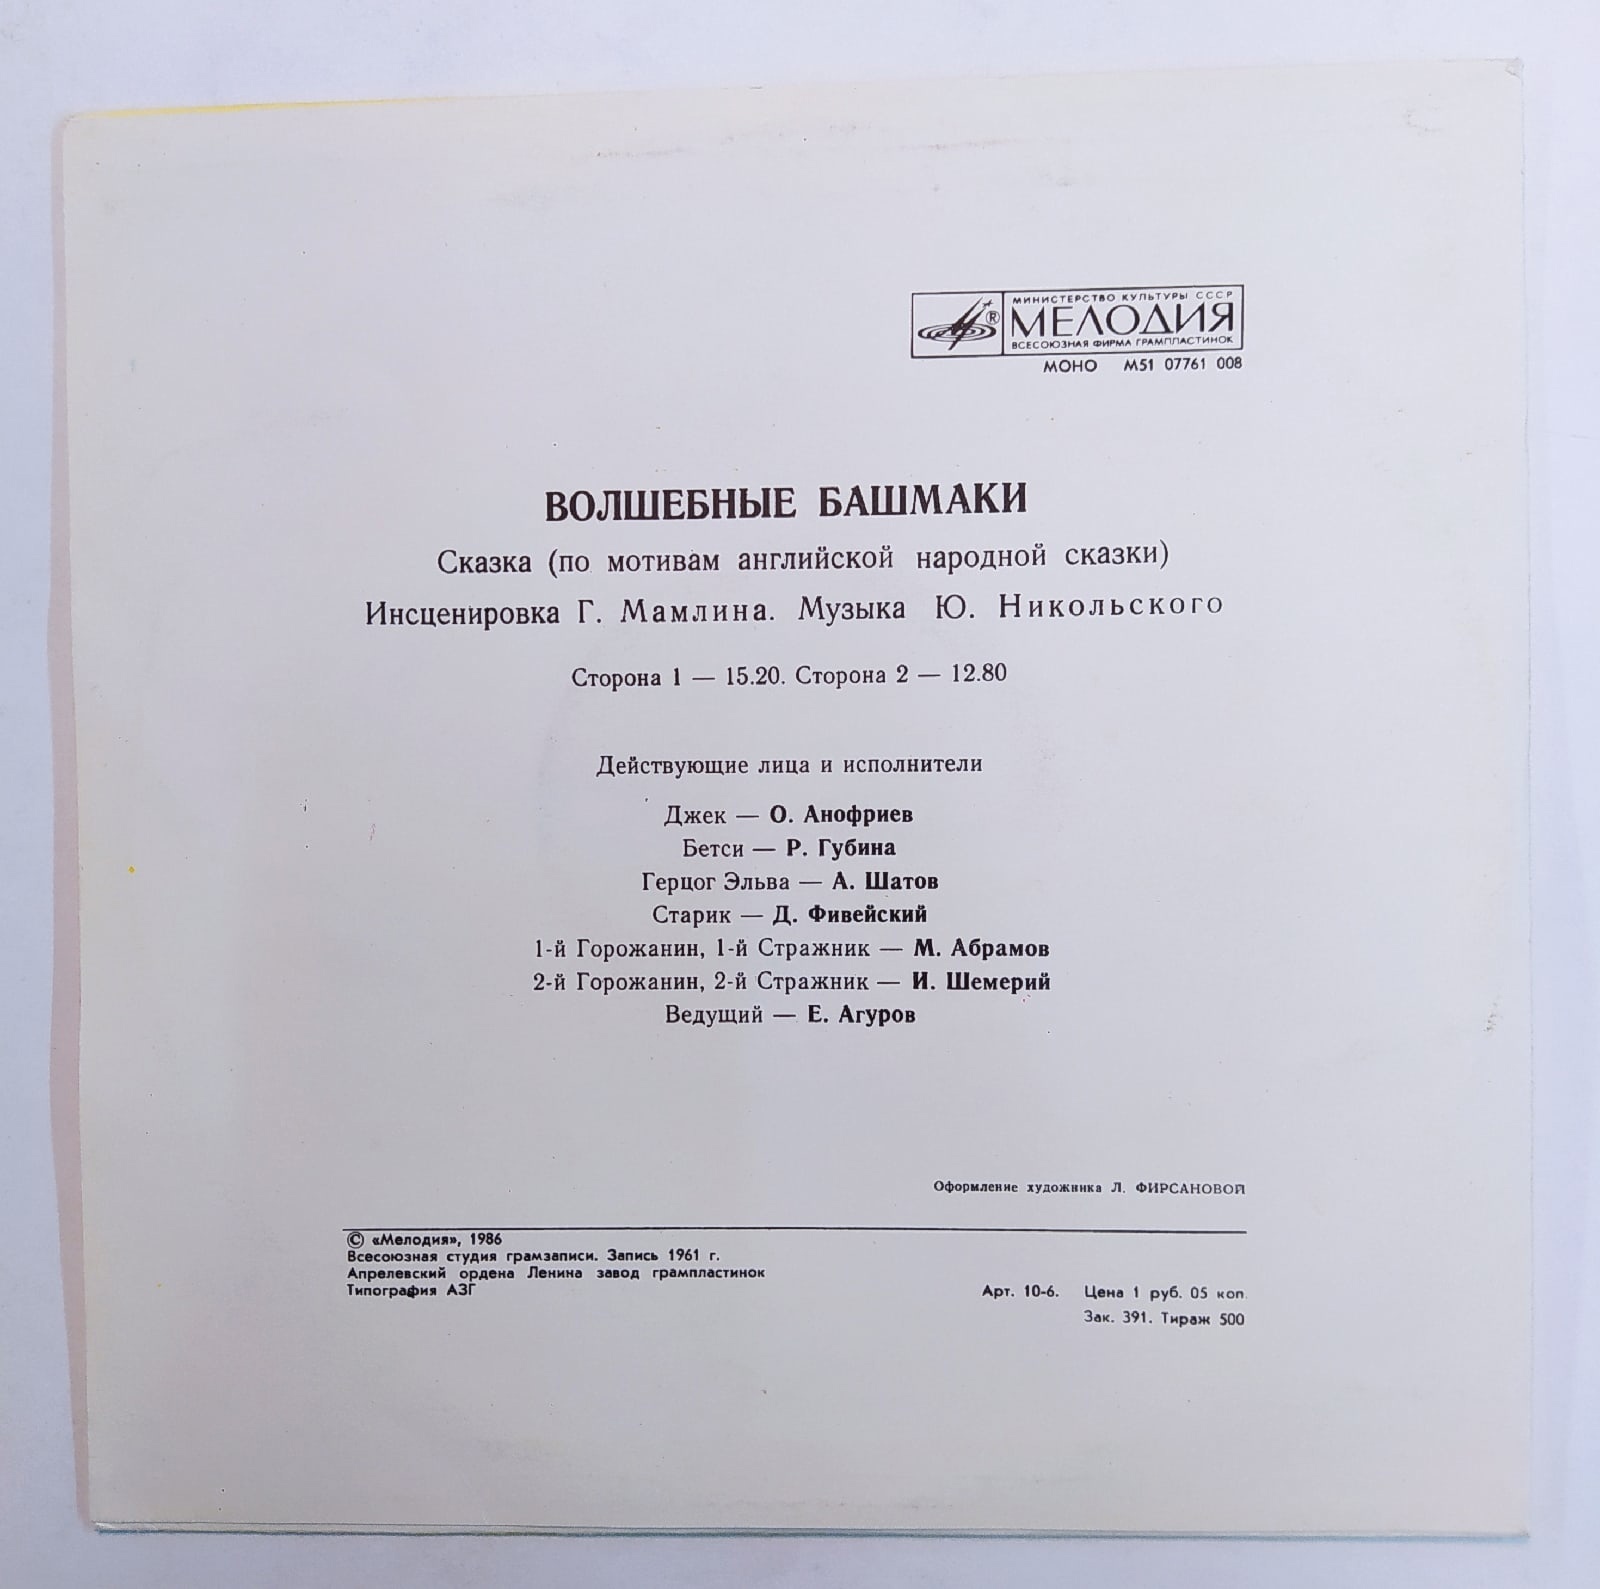 МИНИСТЕРСТВО КУЛЬТУРЫ СССР
МЕЛОДИЯ
ВСЕСОЮЗНАЯ ФИРМА ГРАМПЛАСТИНОК
®
МОНО М51 07761 008
ВОЛШЕБНЫЕ БАШМАКИ
Сказка (по мотивам английской народной сказки)
Инсценировка Г. Мамлина. Музыка Ю. Никольского
Сторона 1 — 15.20. Сторона 2 — 12.80
Действующие лица и исполнители
Джек — О. Анофриев
Бетси — Р. Губина
Герцог Эльва — А. Шатов
Старик — Д. Фивейский
1-й Горожанин, 1-й Стражник — М. Абрамов
2-й Горожанин, 2-й Стражник — И. Шемерий
Ведущий — Е. Агуров
Оформление художника Л. ФИРСАНОВОЙ
© «Мелодия», 1986
Всесоюзная студия грамзаписи. Запись 1961 г.
Апрелевский ордена Ленина завод грампластинок
Типография АЗГ
Арт. 10-6. Цена 1 руб. 05 коп.
Зак. 391. Тираж 500